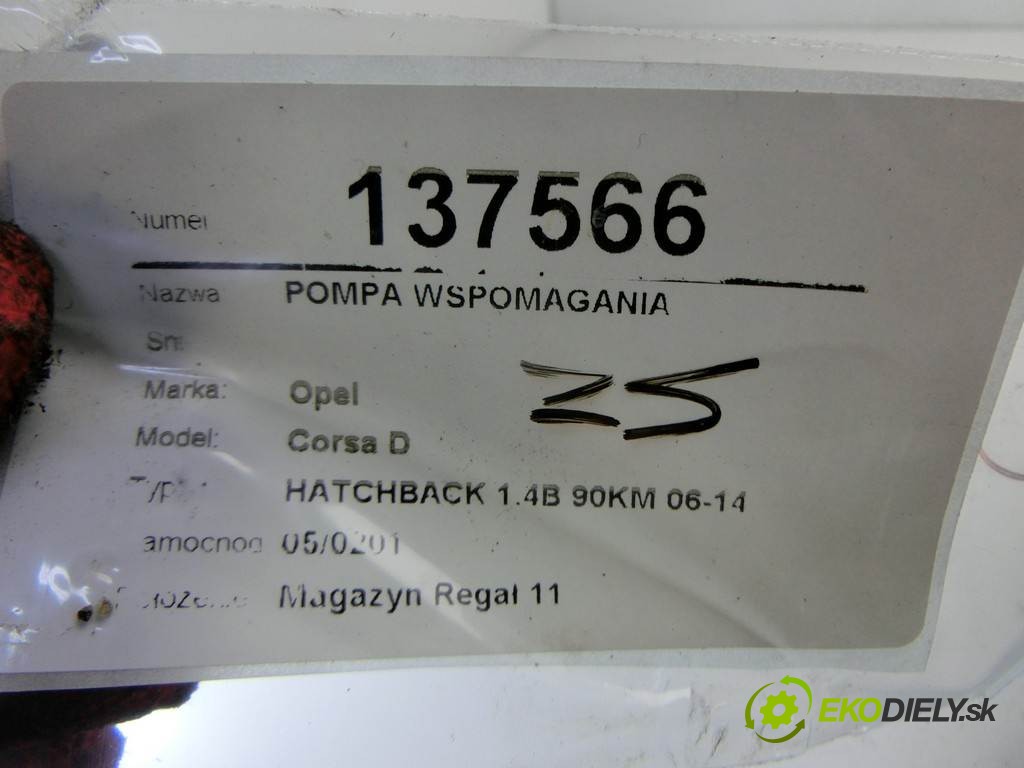 Numer 137566
Nazwa POMPA WSPOMAGANIA
Marka: Opel
Model: Corsa D
HATCHBACK 1.4B 90KM 06-14
05/0201
Magazyn Regał 11
EKODIELY.sk